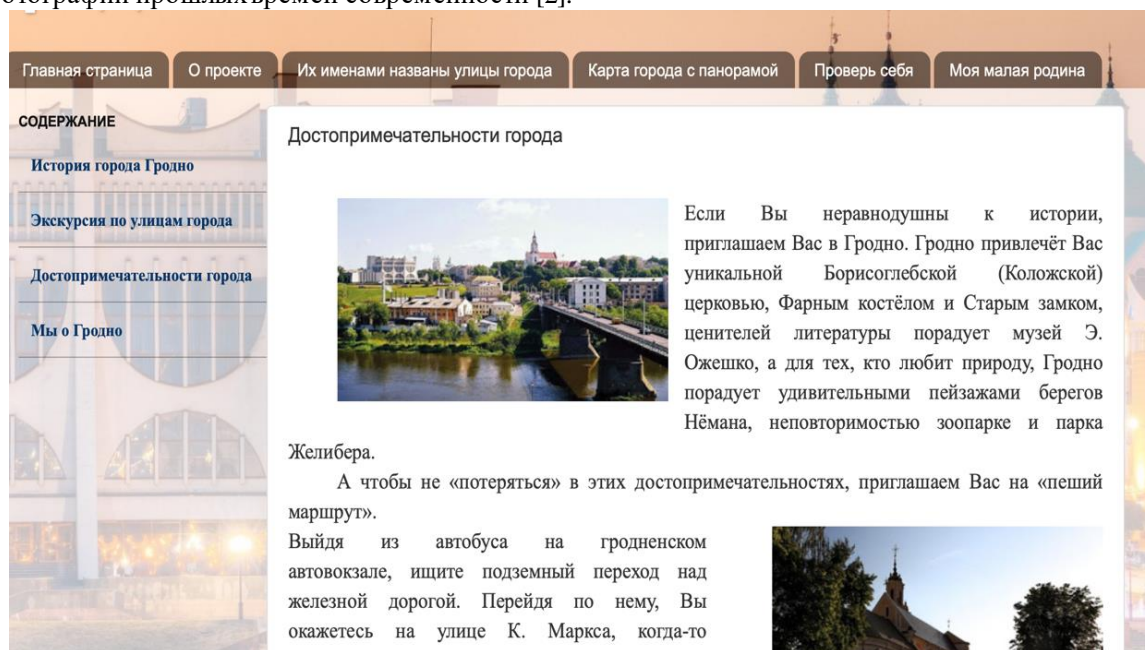 отографии прошлыхъремен современности [2].
Главная страница
О проекте
Их именами названы улицы города
Карта города с панорамой
Проверь себя
Моя малая родина
СОДЕРЖАНИЕ
История города Гродно
Экскурсия по улицам города
Достопримечательности города
Мы о Гродно
Достопримечательности города
Если Вы неравнодушны к истории,
приглашаем Вас в Гродно. Гродно привлечёт Вас
уникальной Борисоглебской (Коложской)
церковью, Фарным костёлом и Старым замком,
ценителей литературы порадует музей Э.
Ожешко, а для тех, кто любит природу, Гродно
порадует удивительными пейзажами берегов
Нёмана, неповторимостью зоопарке и парка
Желибера.
А чтобы не «потеряться» в этих достопримечательностях, приглашаем Вас на «пеший
маршрут».
Выйдя из автобуса на гродненском
автовокзале, ищите подземный переход над
железной дорогой. Перейдя по нему, Вы
окажетесь на улице К. Маркса, когда-то